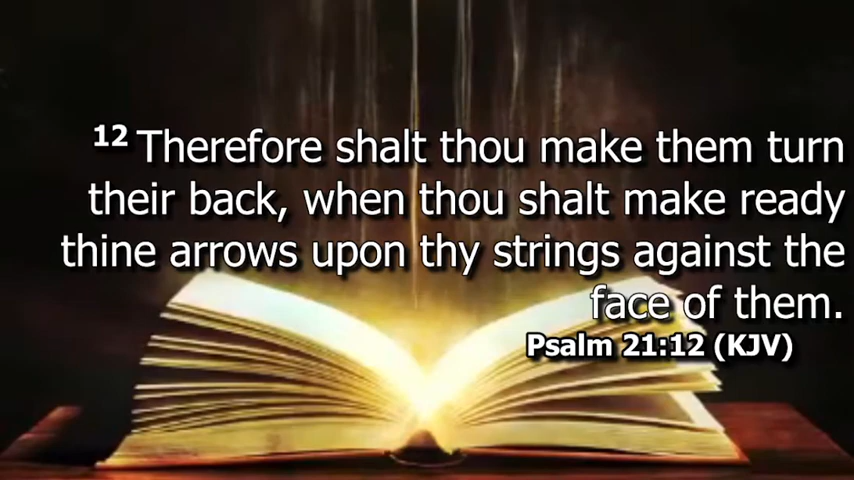 12 Therefore shalt thou make them turn
their back, when thou shalt make ready
thine arrows upon thy strings against the
face of them.
Psalm 21:12 (KJV)